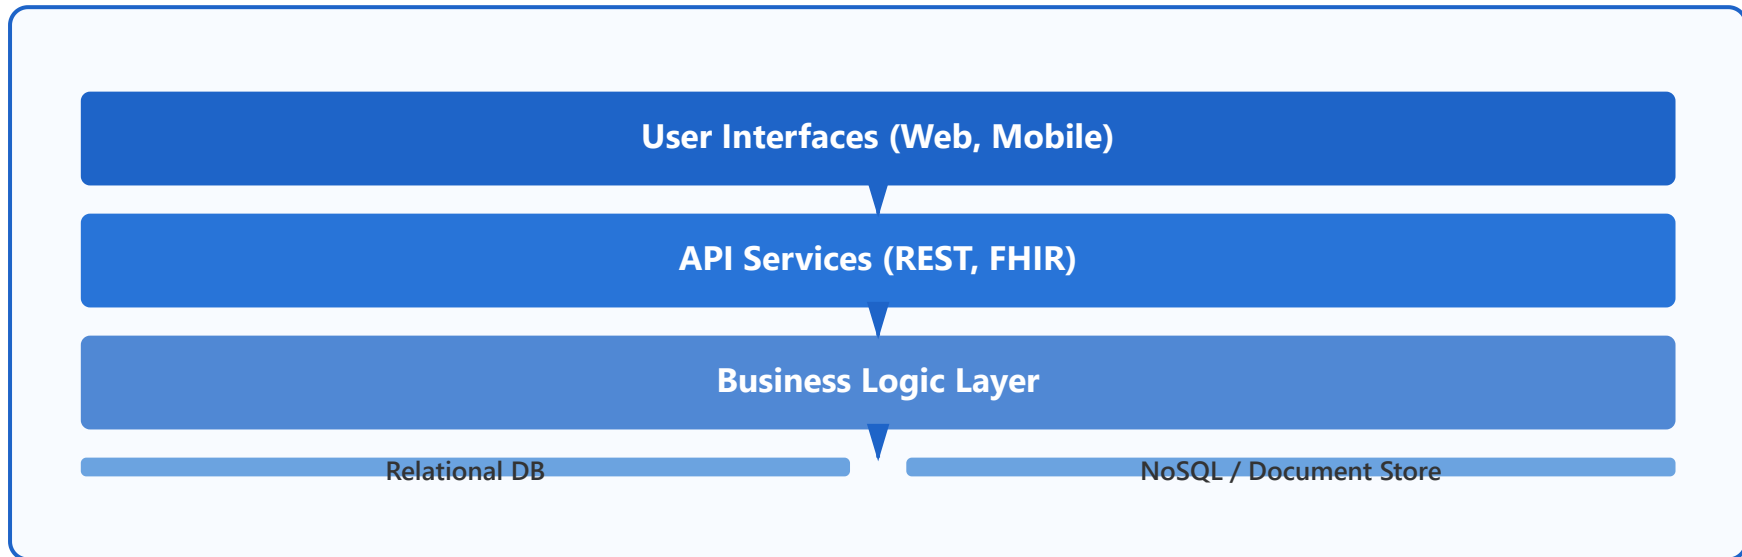 User Interfaces (Web, Mobile)
API Services (REST, FHIR)
Business Logic Layer
Relational DB
NoSQL / Document Store